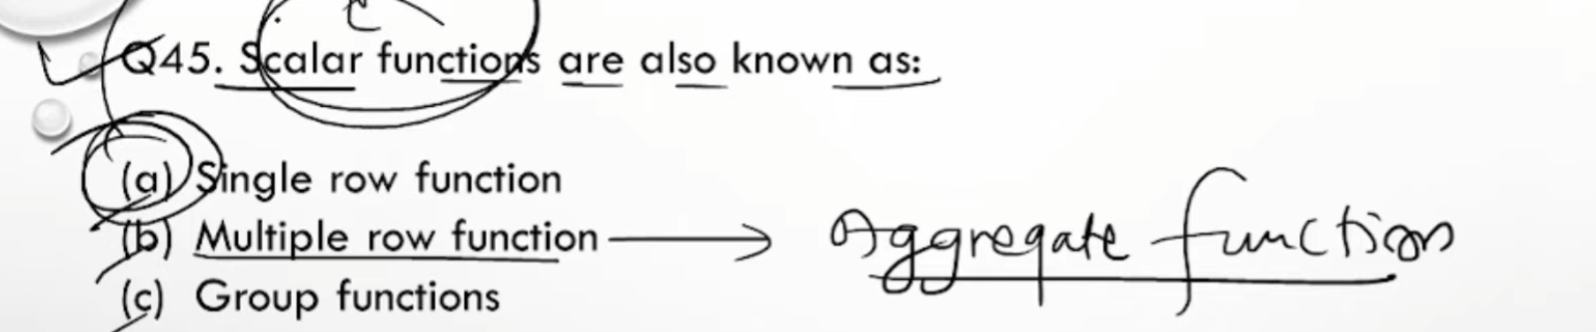 Q45. Scalar functions are also known as:
(a) Single row function
(b) Multiple row function → Aggregate function
(c) Group functions